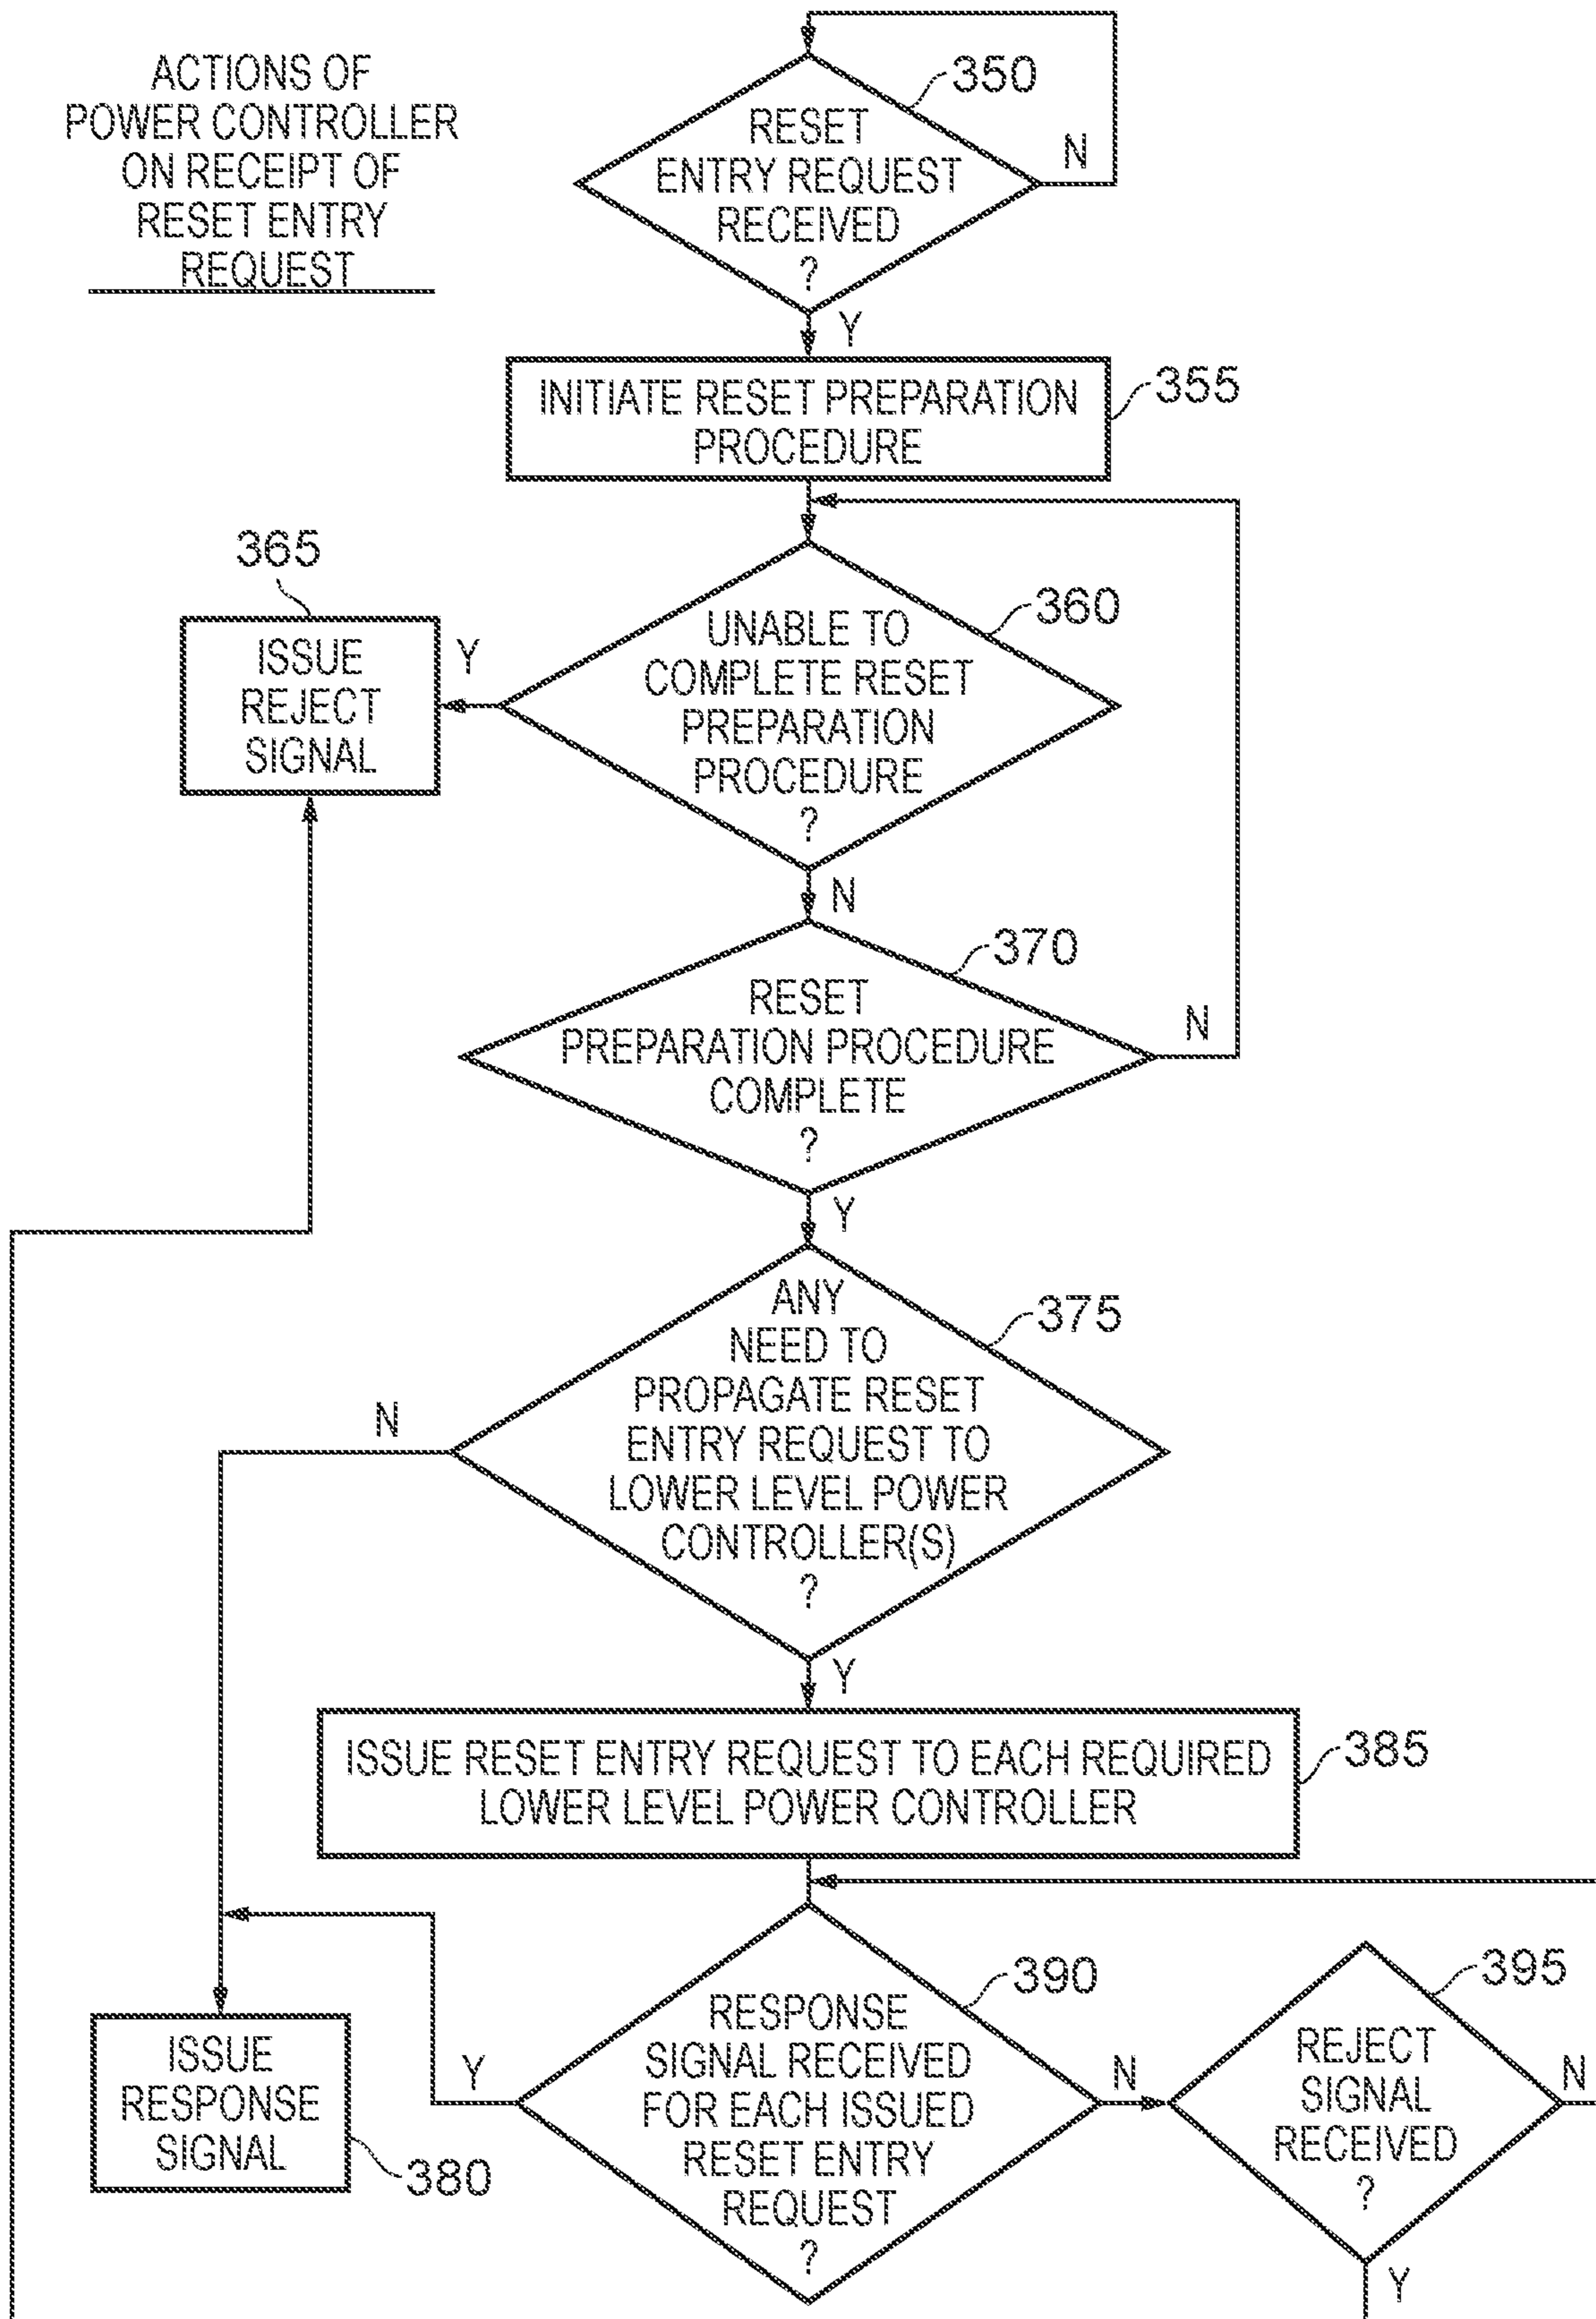 ACTIONS OF
POWER CONTROLLER
ON RECEIPT OF
RESET ENTRY
REQUEST
350
RESET
ENTRY REQUEST
RECEIVED
?
N
Y
INITIATE RESET PREPARATION
PROCEDURE
355
365
ISSUE
REJECT
SIGNAL
Y
360
UNABLE TO
COMPLETE RESET
PREPARATION
PROCEDURE
?
N
370
RESET
PREPARATION PROCEDURE
COMPLETE
?
N
Y
375
ANY
NEED TO
PROPAGATE RESET
ENTRY REQUEST TO
LOWER LEVEL POWER
CONTROLLER(S)
?
N
Y
ISSUE RESET ENTRY REQUEST TO EACH REQUIRED
LOWER LEVEL POWER CONTROLLER
385
390
RESPONSE
SIGNAL RECEIVED
FOR EACH ISSUED
RESET ENTRY
REQUEST
?
Y
N
ISSUE
RESPONSE
SIGNAL
380
395
REJECT
SIGNAL
RECEIVED
?
N
Y